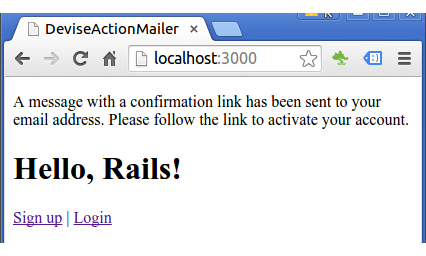 DeviseActionMailer
localhost:3000
A message with a confirmation link has been sent to your
email address. Please follow the link to activate your account.
Hello, Rails!
Sign up | Login